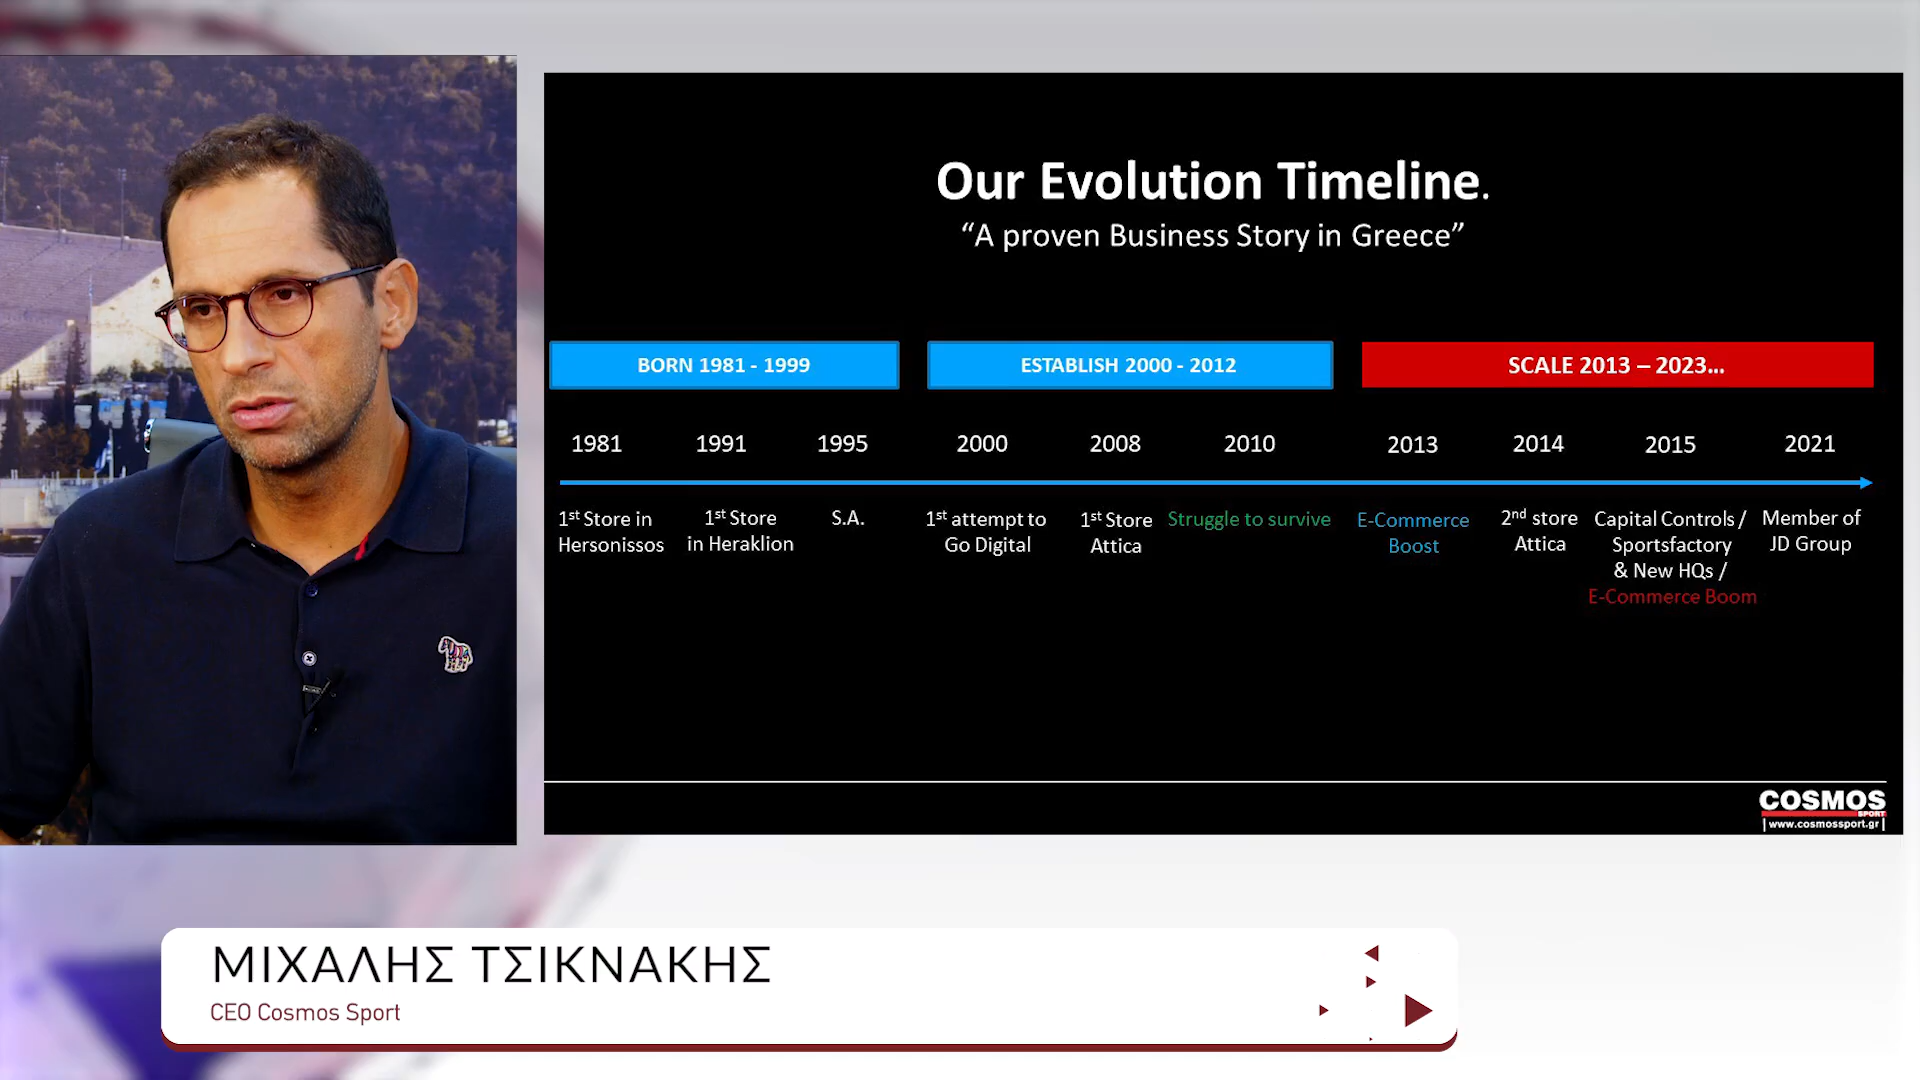 Our Evolution Timeline.
“A proven Business Story in Greece”
BORN 1981 - 1999
ESTABLISH 2000 - 2012
SCALE 2013 – 2023...
1981
1991
1995
2000
2008
2010
2013
2014
2015
2021
1st Store in
Hersonissos
1st Store
in Heraklion
S.A.
1st attempt to
Go Digital
1st Store
Attica
Struggle to survive
E-Commerce
Boost
2nd store
Attica
Capital Controls /
Sportsfactory
& New HQs /
E-Commerce Boom
Member of
JD Group
COSMOS
SPORT
www.cosmossport.gr
ΜΙΧΑΛΗΣ ΤΣΙΚΝΑΚΗΣ
CEO Cosmos Sport